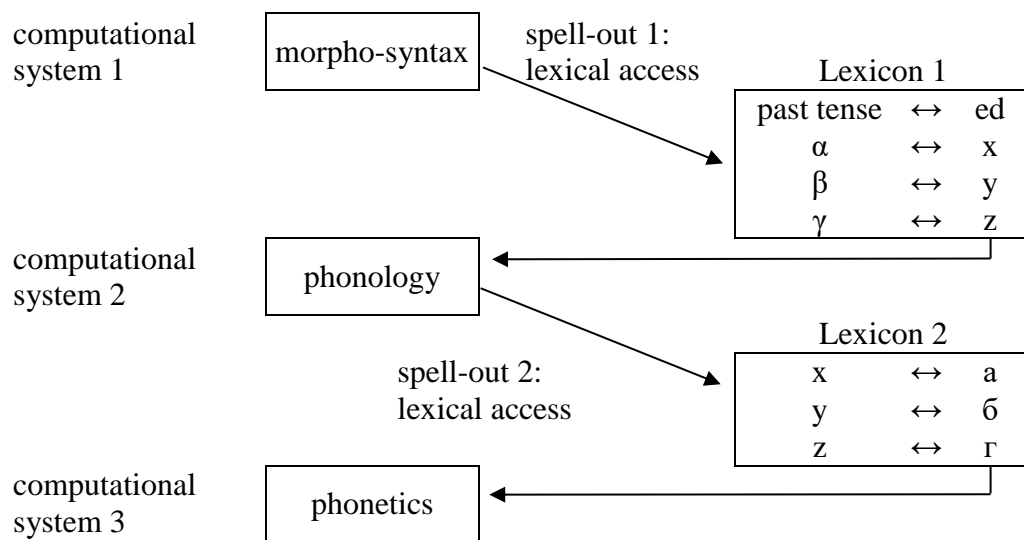 computational
system 1
morpho-syntax
spell-out 1:
lexical access
Lexicon 1
past tense ↔ ed
α ↔ x
β ↔ y
γ ↔ z
computational
system 2
phonology
spell-out 2:
lexical access
Lexicon 2
x ↔ а
y ↔ б
z ↔ г
computational
system 3
phonetics